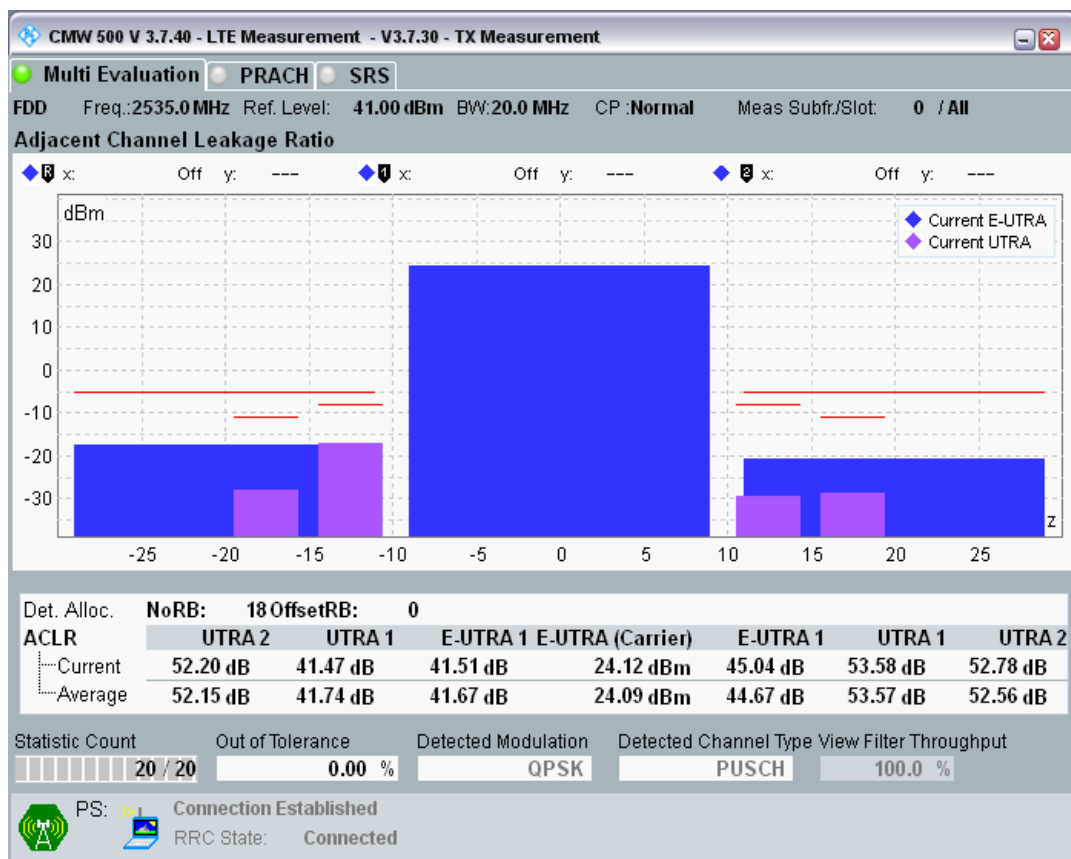 CMW 500 V 3.7.40 - LTE Measurement - V3.7.30 - TX Measurement
Multi Evaluation PRACH SRS
FDD Freq.:2535.0 MHz Ref. Level: 41.00 dBm BW:20.0 MHz CP :Normal Meas Subfr./Slot: 0 / All
Adjacent Channel Leakage Ratio
R x: Off y: --- 1 x: Off y: --- 2 x: Off y: ---
dBm
Current E-UTRA
Current UTRA
30
20
10
0
-10
-20
-30
z
-25 -20 -15 -10 -5 0 5 10 15 20 25
Det. Alloc. NoRB: 18 OffsetRB: 0
ACLR UTRA 2 UTRA 1 E-UTRA 1 E-UTRA (Carrier) E-UTRA 1 UTRA 1 UTRA 2
Current 52.20 dB 41.47 dB 41.51 dB 24.12 dBm 45.04 dB 53.58 dB 52.78 dB
Average 52.15 dB 41.74 dB 41.67 dB 24.09 dBm 44.67 dB 53.57 dB 52.56 dB
Statistic Count Out of Tolerance Detected Modulation Detected Channel Type View Filter Throughput
20 / 20 0.00 % QPSK PUSCH 100.0 %
PS: Connection Established
RRC State: Connected